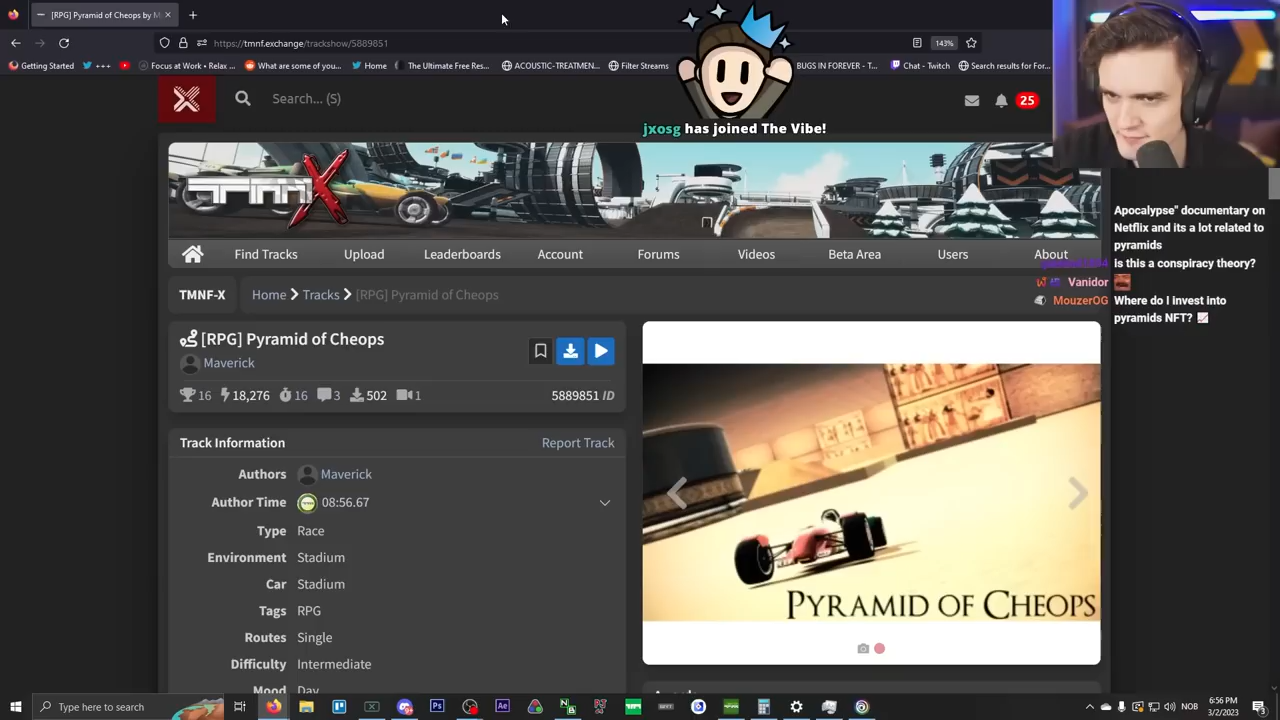 [RPG] Pyramid of Cheops by M
https://tmnf.exchange/trackshow/5889851
143%
Getting Started
+++
Focus at Work • Relax ...
What are some of you...
Home
The Ultimate Free Res...
ACOUSTIC-TREATMEN...
Filter Streams
BUGS IN FOREVER - T...
Chat - Twitch
Search results for For...
Search... (S)
25
jxosg has joined The Vibe!
TMNX
Find Tracks
Upload
Leaderboards
Account
Forums
Videos
Beta Area
Users
About
TMNF-X
Home
Tracks
[RPG] Pyramid of Cheops
[RPG] Pyramid of Cheops
Maverick
16
18,276
16
3
502
1
5889851 ID
Track Information
Report Track
Authors
Maverick
Author Time
08:56.67
Type
Race
Environment
Stadium
Car
Stadium
Tags
RPG
Routes
Single
Difficulty
Intermediate
Mood
Day
PYRAMID OF CHEOPS
Apocalypse" documentary on
Netflix and its a lot related to
pyramids
is this a conspiracy theory?
Vanidor
MouzerOG
Where do I invest into
pyramids NFT?
Type here to search
NOB
6:56 PM
3/2/2023